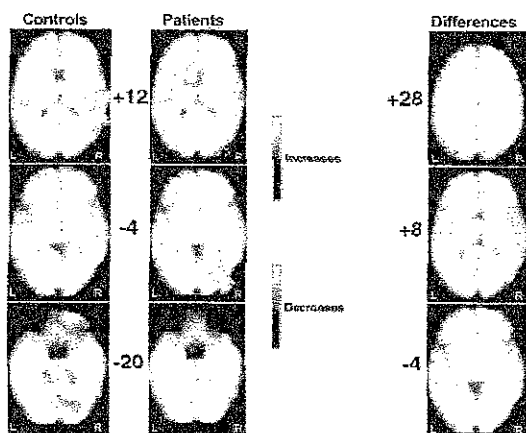 Controls Patients Differences
+12 +28
L R L R L R
Increases
-4 +8
L R L R L R
Decreases
-20 -4
L R L R L R